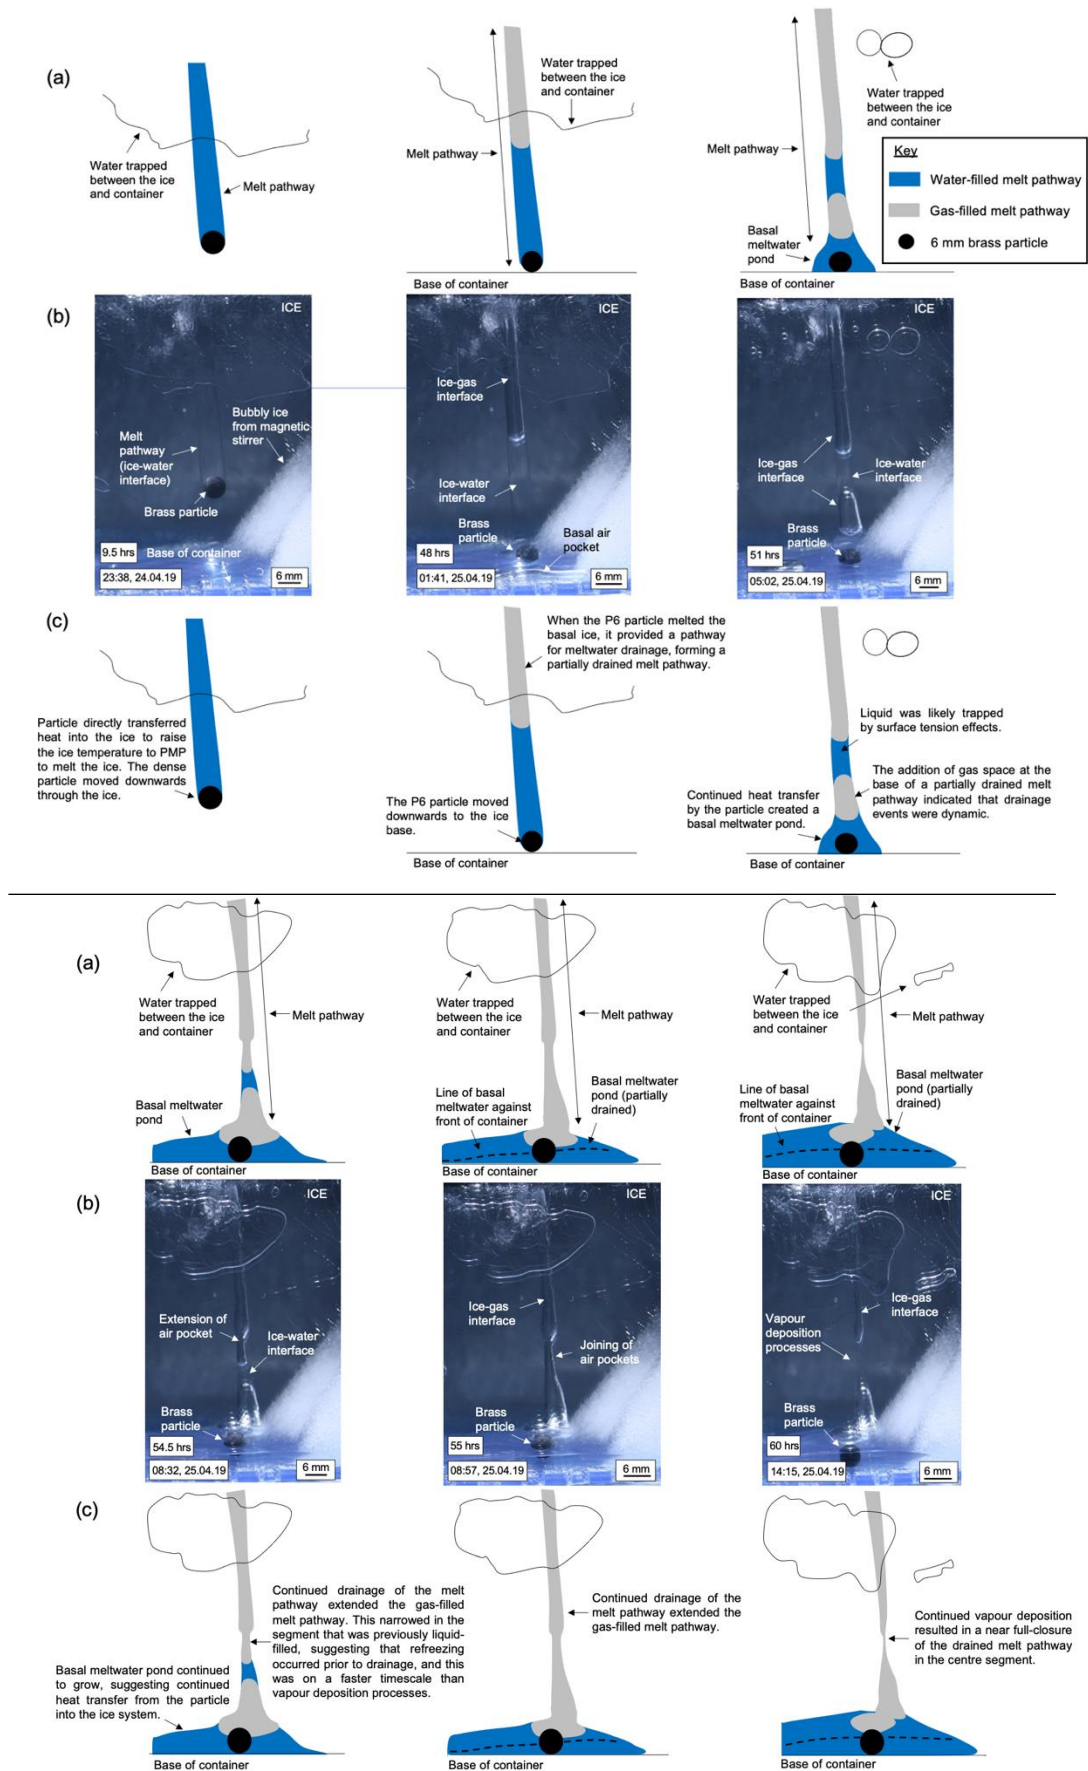 (a)
Water trapped
between the ice
and container
Melt pathway
Water trapped
between the ice
and container
Melt pathway
Base of container
Water trapped
between the ice
and container
Melt pathway
Basal
meltwater
pond
Base of container
Key
Water-filled melt pathway
Gas-filled melt pathway
6 mm brass particle
(b)
ICE
Melt
pathway
(ice-water
interface)
Bubbly ice
from magnetic
stirrer
Brass particle
9.5 hrs
Base of container
23:38, 24.04.19
6 mm
ICE
Ice-gas
interface
Ice-water
interface
Brass
particle
Basal air
pocket
48 hrs
01:41, 25.04.19
6 mm
ICE
Ice-gas
interface
Ice-water
interface
Brass
particle
51 hrs
05:02, 25.04.19
6 mm
(c)
Particle directly transferred
heat into the ice to raise
the ice temperature to PMP
to melt the ice. The dense
particle moved downwards
through the ice.
When the P6 particle melted the
basal ice, it provided a pathway
for meltwater drainage, forming a
partially drained melt pathway.
The P6 particle moved
downwards to the ice
base.
Base of container
Liquid was likely trapped
by surface tension effects.
The addition of gas space at the
base of a partially drained melt
pathway indicated that drainage
events were dynamic.
Continued heat transfer
by the particle created a
basal meltwater pond.
Base of container
(a)
Water trapped
between the ice
and container
Melt pathway
Basal meltwater
pond
Base of container
Water trapped
between the ice
and container
Melt pathway
Line of basal
meltwater against
front of container
Basal meltwater
pond (partially
drained)
Base of container
Water trapped
between the ice
and container
Melt pathway
Line of basal
meltwater against
front of container
Basal meltwater
pond (partially
drained)
Base of container
(b)
ICE
Extension of
air pocket
Ice-water
interface
Brass
particle
54.5 hrs
08:32, 25.04.19
6 mm
ICE
Ice-gas
interface
Joining of
air pockets
Brass
particle
55 hrs
08:57, 25.04.19
6 mm
ICE
Ice-gas
interface
Vapour
deposition
processes
Brass
particle
60 hrs
14:15, 25.04.19
6 mm
(c)
Continued drainage of the melt
pathway extended the gas-filled
melt pathway. This narrowed in the
segment that was previously liquid-
filled, suggesting that refreezing
occurred prior to drainage, and this
was on a faster timescale than
vapour deposition processes.
Basal meltwater pond continued
to grow, suggesting continued
heat transfer from the particle
into the ice system.
Base of container
Continued drainage of the
melt pathway extended the
gas-filled melt pathway.
Base of container
Continued vapour deposition
resulted in a near full-closure
of the drained melt pathway
in the centre segment.
Base of container